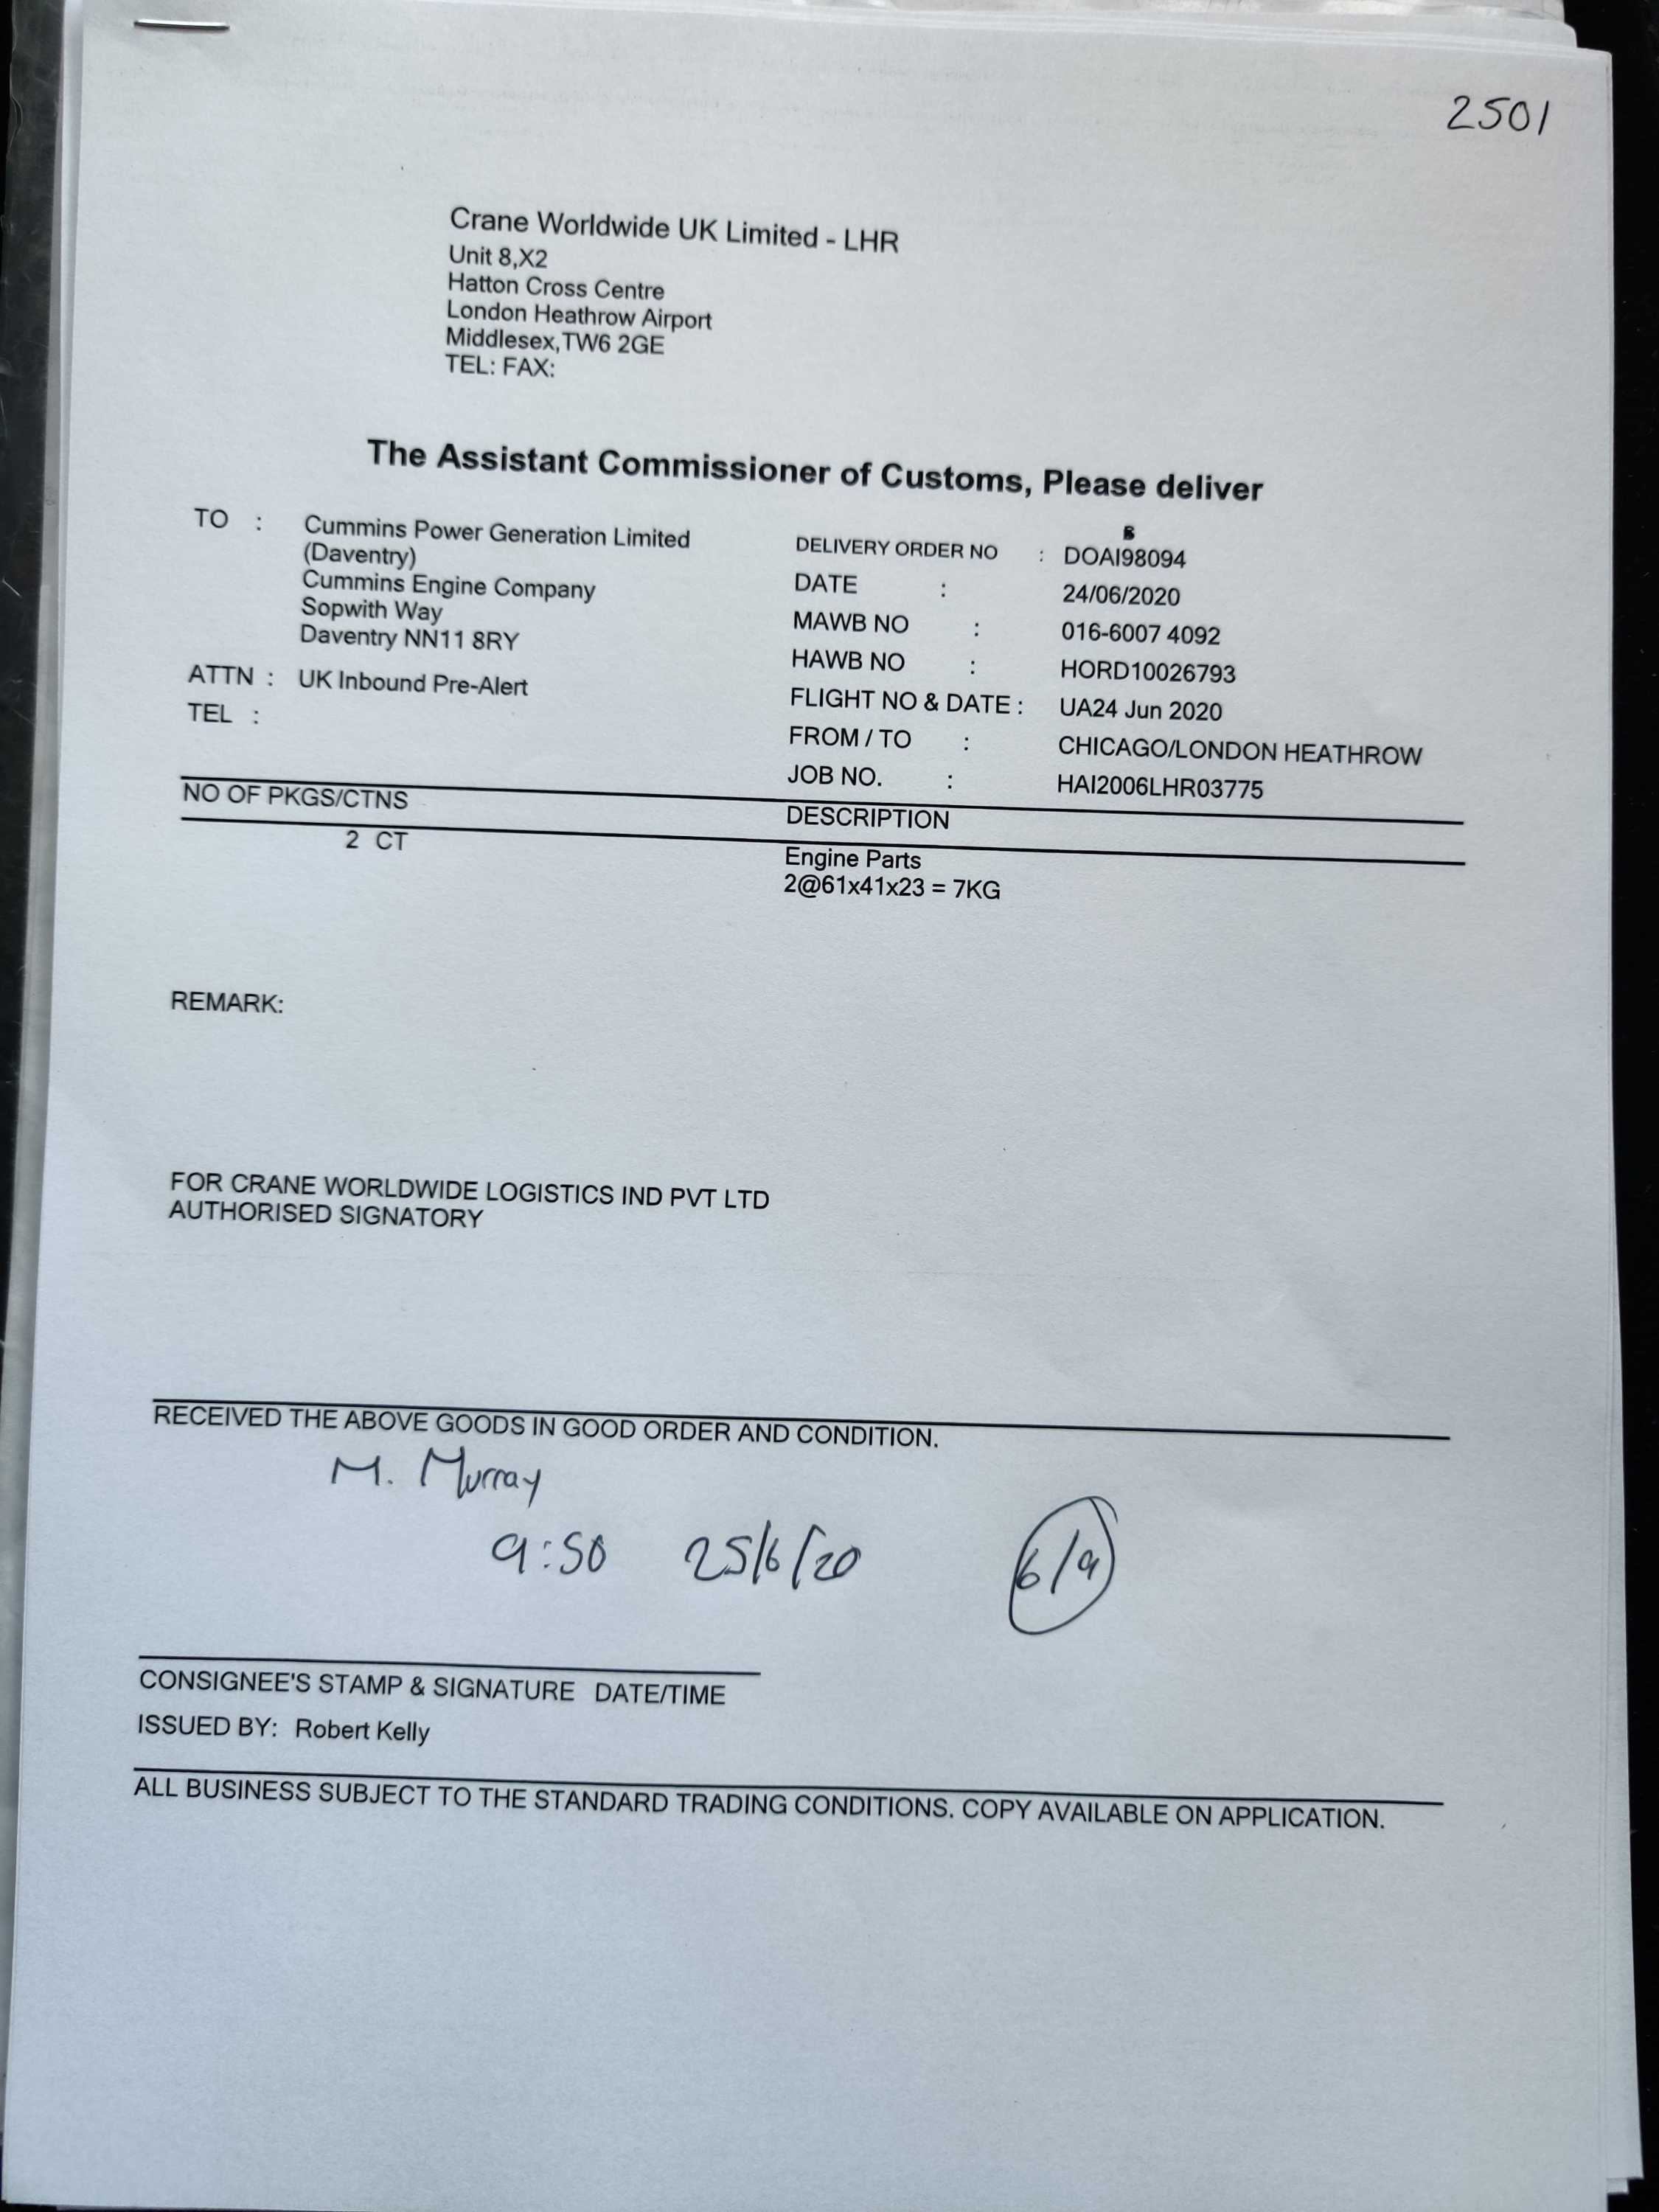 2501
Crane Worldwide UK Limited - LHR
Unit 8,X2
Hatton Cross Centre
London Heathrow Airport
Middlesex,TW6 2GE
TEL: FAX:
The Assistant Commissioner of Customs, Please deliver
TO : Cummins Power Generation Limited
(Daventry)
Cummins Engine Company
Sopwith Way
Daventry NN11 8RY
ATTN : UK Inbound Pre-Alert
TEL :
DELIVERY ORDER NO : DOAI98094
DATE : 24/06/2020
MAWB NO : 016-6007 4092
HAWB NO : HORD10026793
FLIGHT NO & DATE : UA24 Jun 2020
FROM / TO : CHICAGO/LONDON HEATHROW
JOB NO. : HAI2006LHR03775
NO OF PKGS/CTNS DESCRIPTION
2 CT Engine Parts
2@61x41x23 = 7KG
REMARK:
FOR CRANE WORLDWIDE LOGISTICS IND PVT LTD
AUTHORISED SIGNATORY
RECEIVED THE ABOVE GOODS IN GOOD ORDER AND CONDITION.
M. Murray
9:50 25/6/20 6/9
CONSIGNEE'S STAMP & SIGNATURE DATE/TIME
ISSUED BY: Robert Kelly
ALL BUSINESS SUBJECT TO THE STANDARD TRADING CONDITIONS. COPY AVAILABLE ON APPLICATION.